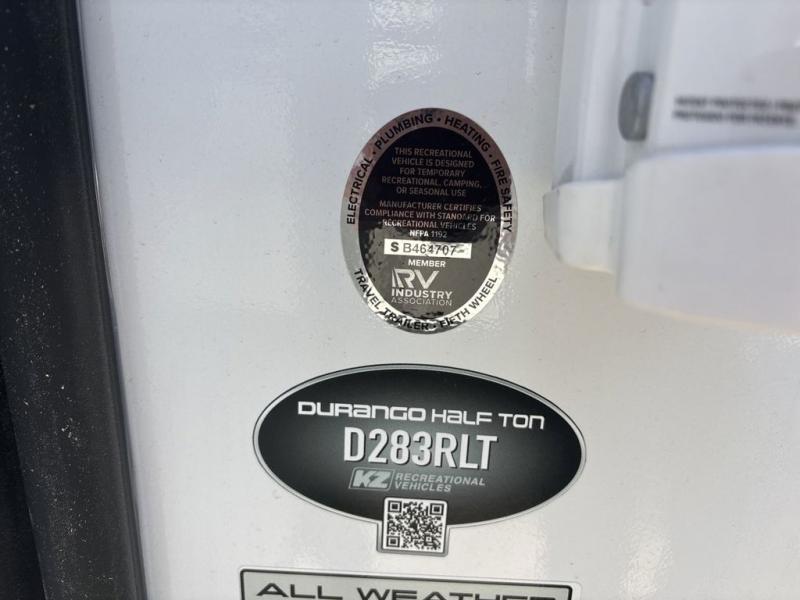 ELECTRICAL • PLUMBING • HEATING • FIRE SAFETY
THIS RECREATIONAL
VEHICLE IS DESIGNED
FOR TEMPORARY
RECREATIONAL, CAMPING,
OR SEASONAL USE
MANUFACTURER CERTIFIES
COMPLIANCE WITH STANDARD FOR
RECREATIONAL VEHICLES
NFPA 1192
S B464707
MEMBER
RV
INDUSTRY
ASSOCIATION
TRAVEL TRAILER • FIFTH WHEEL
DURANGO HALF TON
D283RLT
KZ RECREATIONAL
VEHICLES
ALL WEATHER